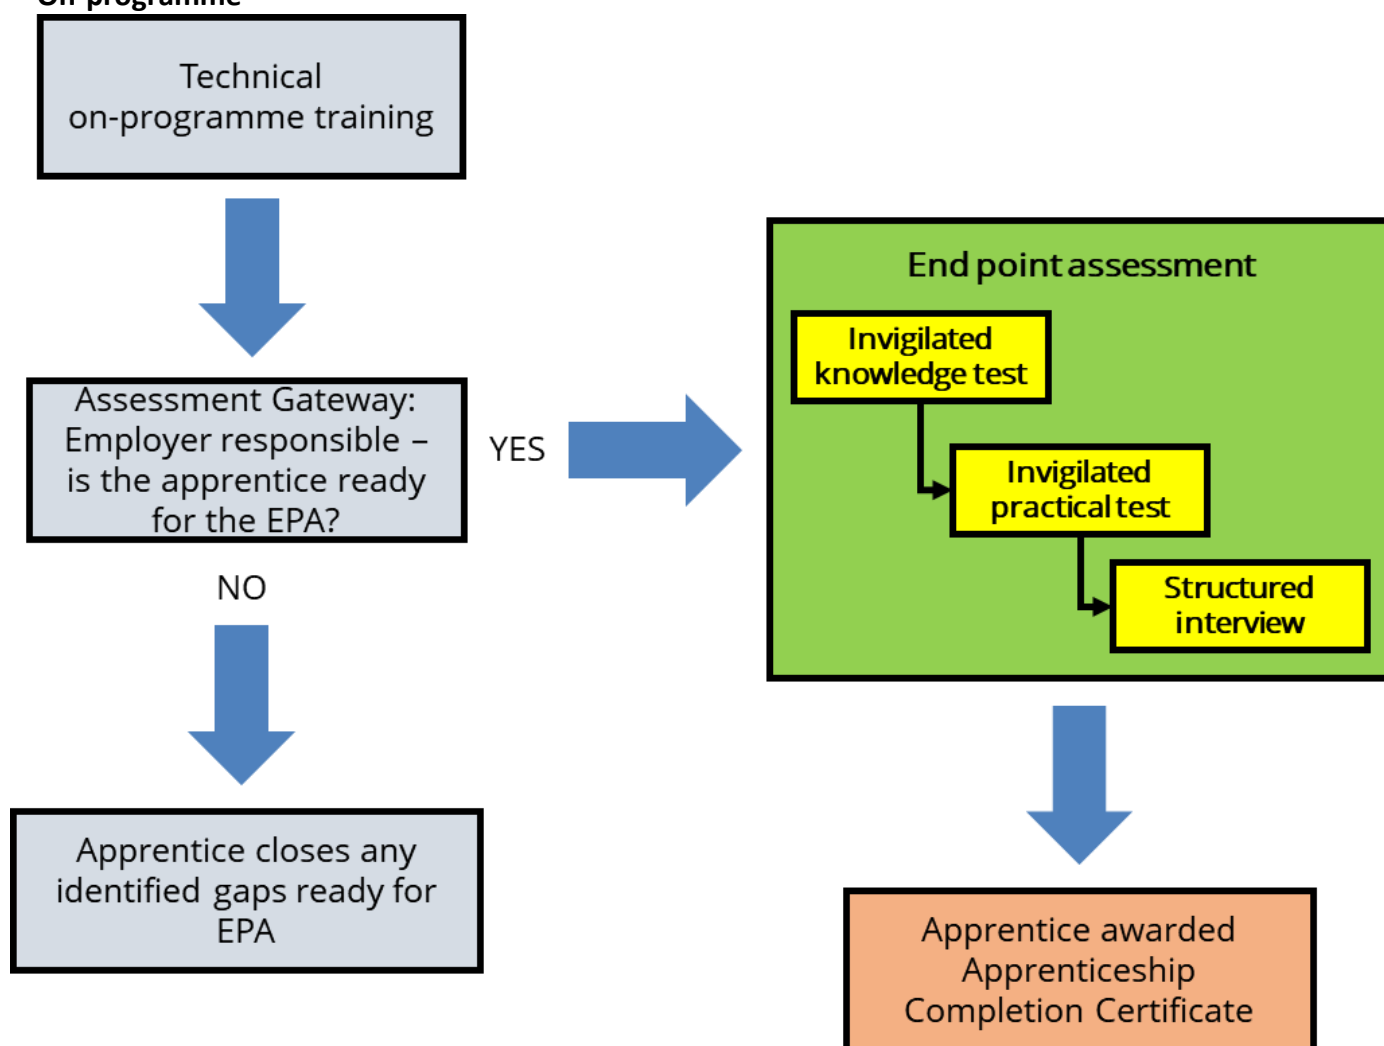 On-programme
Technical
on-programme training
Assessment Gateway:
Employer responsible –
is the apprentice ready
for the EPA?
YES
NO
Apprentice closes any
identified gaps ready for
EPA
End point assessment
Invigilated
knowledge test
Invigilated
practical test
Structured
interview
Apprentice awarded
Apprenticeship
Completion Certificate